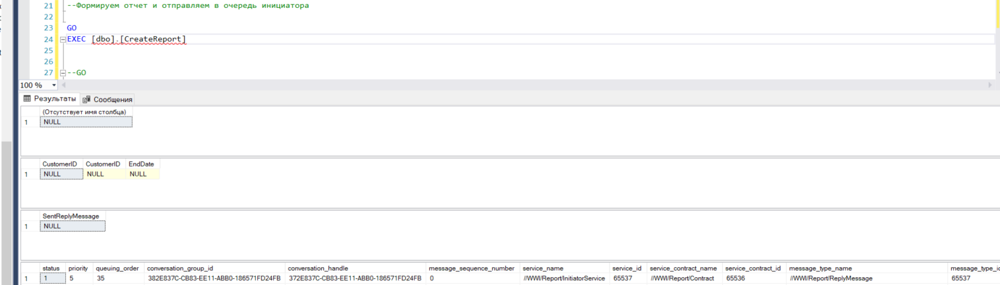 21 --Формируем отчет и отправляем в очередь инициатора
22
23 GO
24 EXEC [dbo].[CreateReport]
25
26
27 --GO
100 %
Результаты Сообщения
(Отсутствует имя столбца)
1 NULL
CustomerID CustomerID EndDate
1 NULL NULL NULL
SentReplyMessage
1 NULL
status priority queuing_order conversation_group_id conversation_handle message_sequence_number service_name service_id service_contract_name service_contract_id message_type_name
1 1 5 35 382E837C-CB83-EE11-ABB0-186571FD24FB 372E837C-CB83-EE11-ABB0-186571FD24FB 0 //WWI/Report/InitiatorService 65537 //WWI/Report/Contract 65536 //WWI/Report/ReplyMessage 65537